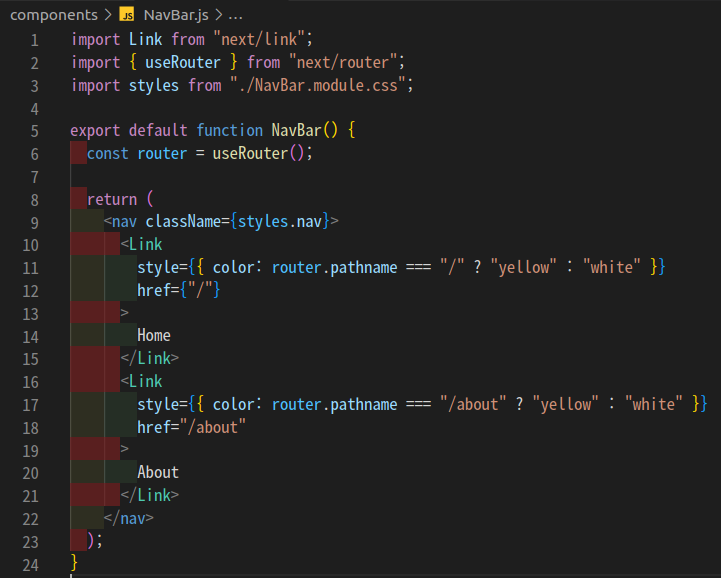 components > JS NavBar.js > ...
1 import Link from "next/link";
2 import { useRouter } from "next/router";
3 import styles from "./NavBar.module.css";
4
5 export default function NavBar() {
6   const router = useRouter();
7
8   return (
9     <nav className={styles.nav}>
10       <Link
11         style={{ color: router.pathname === "/" ? "yellow" : "white" }}
12         href={"/"}
13       >
14         Home
15       </Link>
16       <Link
17         style={{ color: router.pathname === "/about" ? "yellow" : "white" }}
18         href="/about"
19       >
20         About
21       </Link>
22     </nav>
23   );
24 }